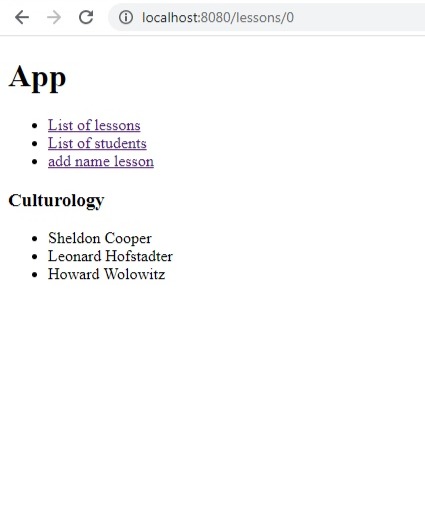 localhost:8080/lessons/0
App
List of lessons
List of students
add name lesson
Culturology
Sheldon Cooper
Leonard Hofstadter
Howard Wolowitz